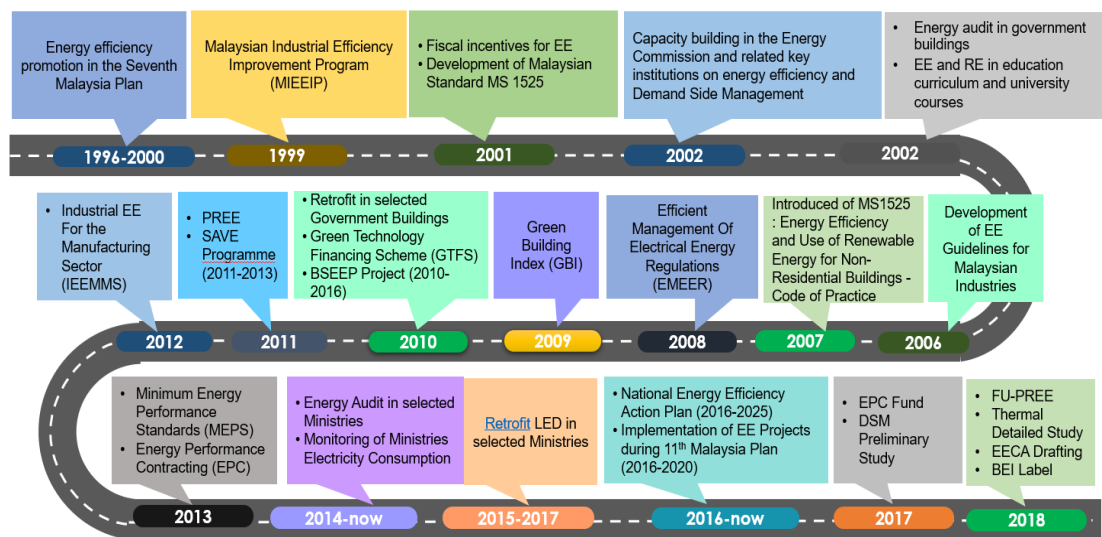 Energy efficiency
promotion in the Seventh
Malaysia Plan
Malaysian Industrial Efficiency
Improvement Program
(MIEEIP)
• Fiscal incentives for EE
• Development of Malaysian
Standard MS 1525
Capacity building in the Energy
Commission and related key
institutions on energy efficiency and
Demand Side Management
• Energy audit in government
buildings
• EE and RE in education
curriculum and university
courses
1996-2000
1999
2001
2002
2002
• Industrial EE
For the
Manufacturing
Sector
(IEEMMS)
• PREE
• SAVE
Programme
(2011-2013)
• Retrofit in selected
Government Buildings
• Green Technology
Financing Scheme (GTFS)
• BSEEP Project (2010-
2016)
Green
Building
Index (GBI)
Efficient
Management Of
Electrical Energy
Regulations
(EMEER)
Introduced of MS1525
: Energy Efficiency
and Use of Renewable
Energy for Non-
Residential Buildings -
Code of Practice
Development
of EE
Guidelines for
Malaysian
Industries
2012
2011
2010
2009
2008
2007
2006
• Minimum Energy
Performance
Standards (MEPS)
• Energy Performance
Contracting (EPC)
• Energy Audit in selected
Ministries
• Monitoring of Ministries
Electricity Consumption
Retrofit LED in
selected Ministries
• National Energy Efficiency
Action Plan (2016-2025)
• Implementation of EE Projects
during 11th Malaysia Plan
(2016-2020)
• EPC Fund
• DSM
Preliminary
Study
• FU-PREE
• Thermal
Detailed Study
• EECA Drafting
• BEI Label
2013
2014-now
2015-2017
2016-now
2017
2018